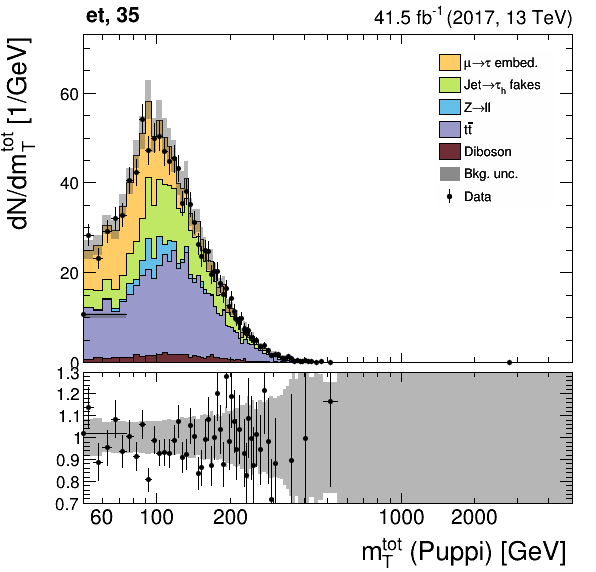 et, 35
41.5 fb⁻¹ (2017, 13 TeV)
dN/dm_T^tot [1/GeV]
60
40
20
0
μ→τ embed.
Jet→τ_h fakes
Z→ll
tt̄
Diboson
Bkg. unc.
Data
1.3
1.2
1.1
1
0.9
0.8
0.7
60 100 200 1000 2000
m_T^tot (Puppi) [GeV]